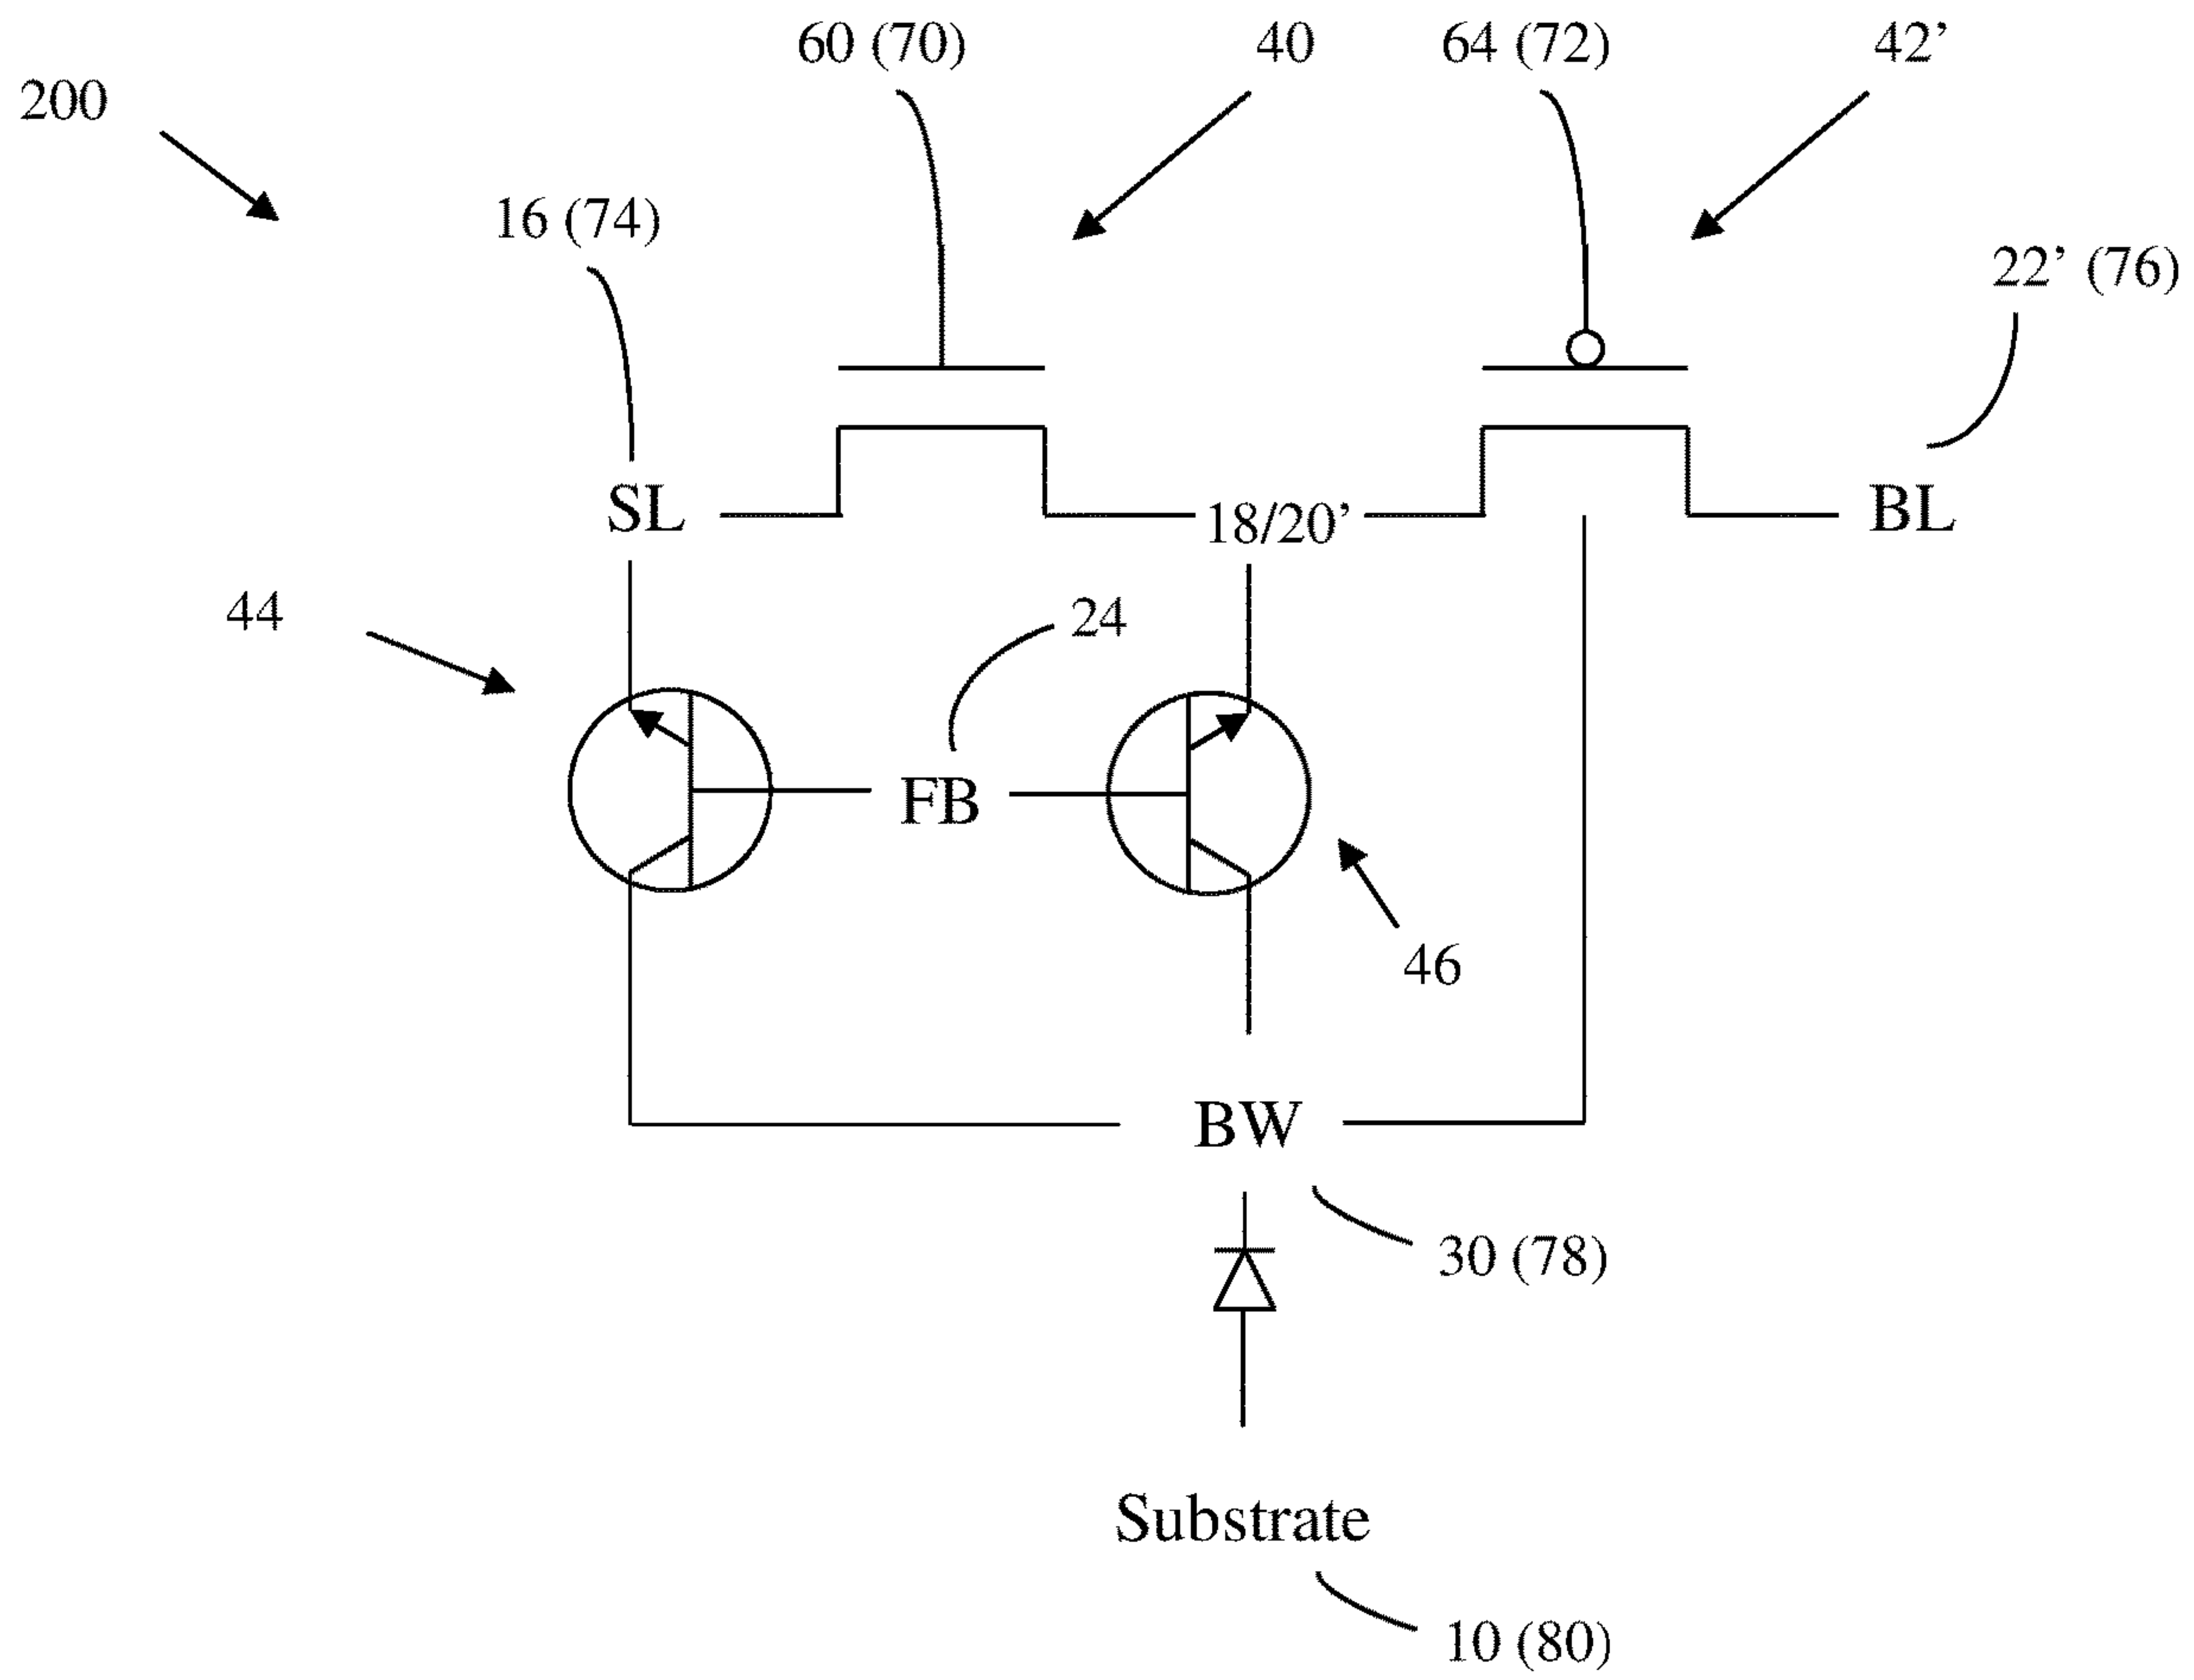 60 (70)
40
64 (72)
42’
200
16 (74)
22’ (76)
SL
18/20’
BL
44
24
FB
46
BW
30 (78)
Substrate
10 (80)